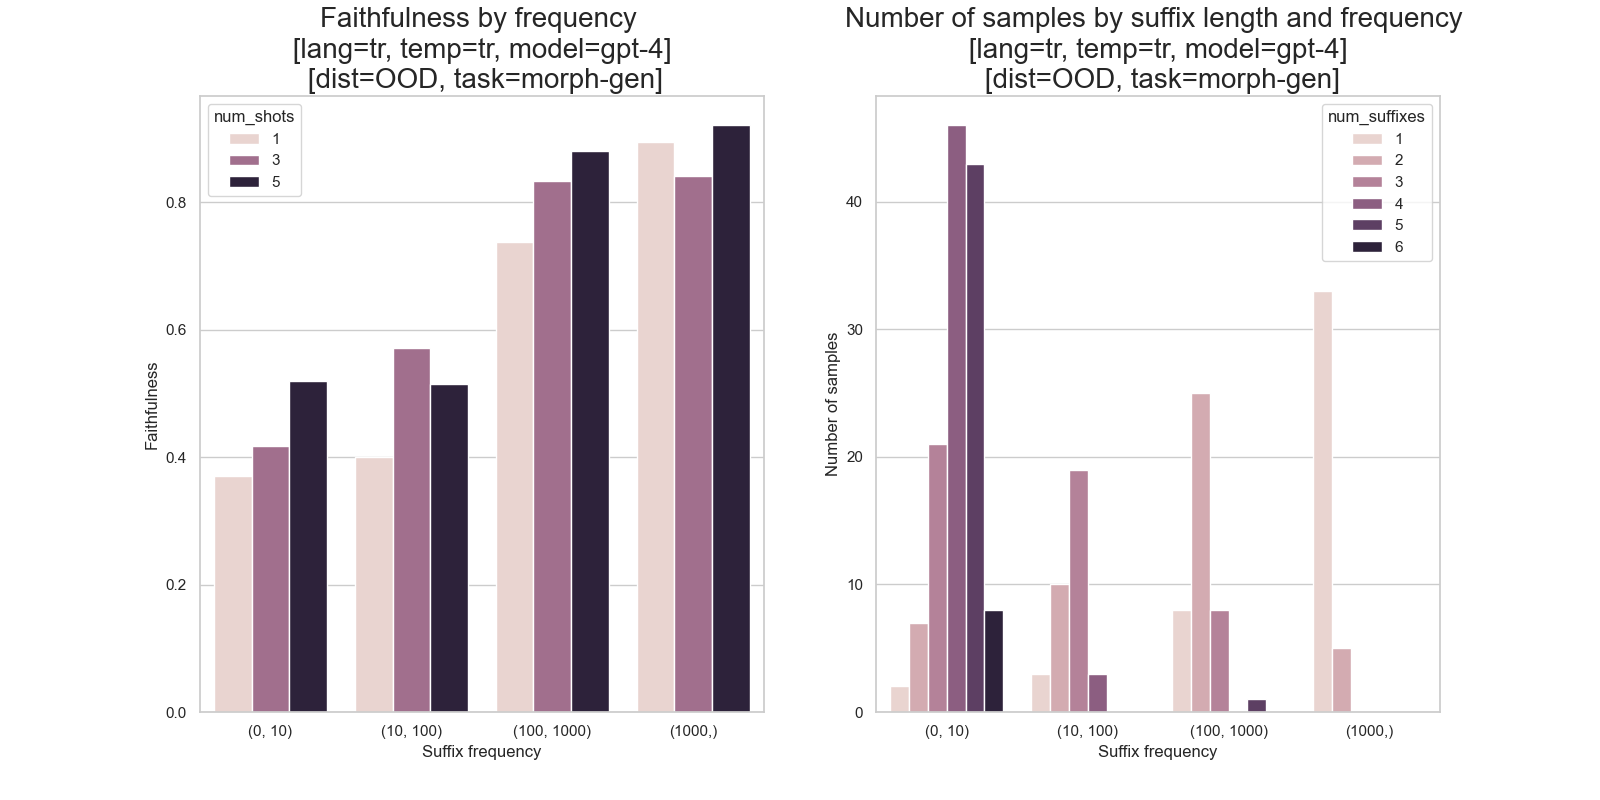 Faithfulness by frequency
[lang=tr, temp=tr, model=gpt-4]
[dist=OOD, task=morph-gen]
num_shots
1
3
5
0.8
0.6
0.4
0.2
0.0
Faithfulness
(0, 10)
(10, 100)
(100, 1000)
(1000,)
Suffix frequency
Number of samples by suffix length and frequency
[lang=tr, temp=tr, model=gpt-4]
[dist=OOD, task=morph-gen]
num_suffixes
1
2
3
4
5
6
40
30
20
10
0
Number of samples
(0, 10)
(10, 100)
(100, 1000)
(1000,)
Suffix frequency